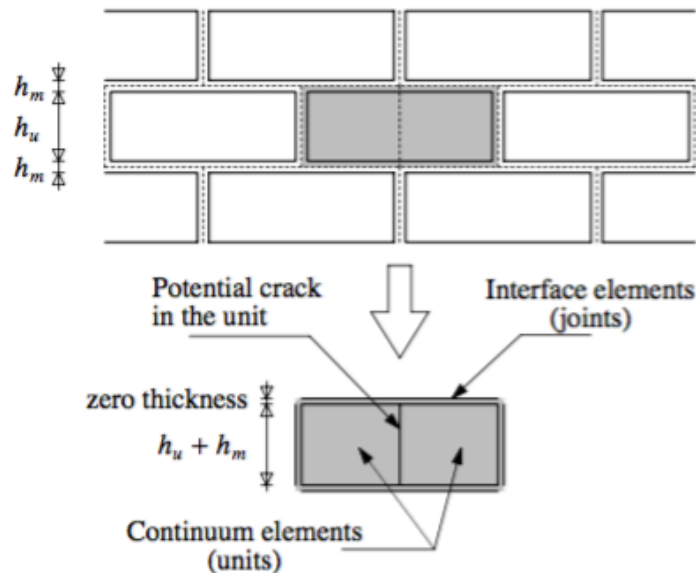 h_m
h_u
h_m
Potential crack
in the unit
Interface elements
(joints)
zero thickness
h_u + h_m
Continuum elements
(units)